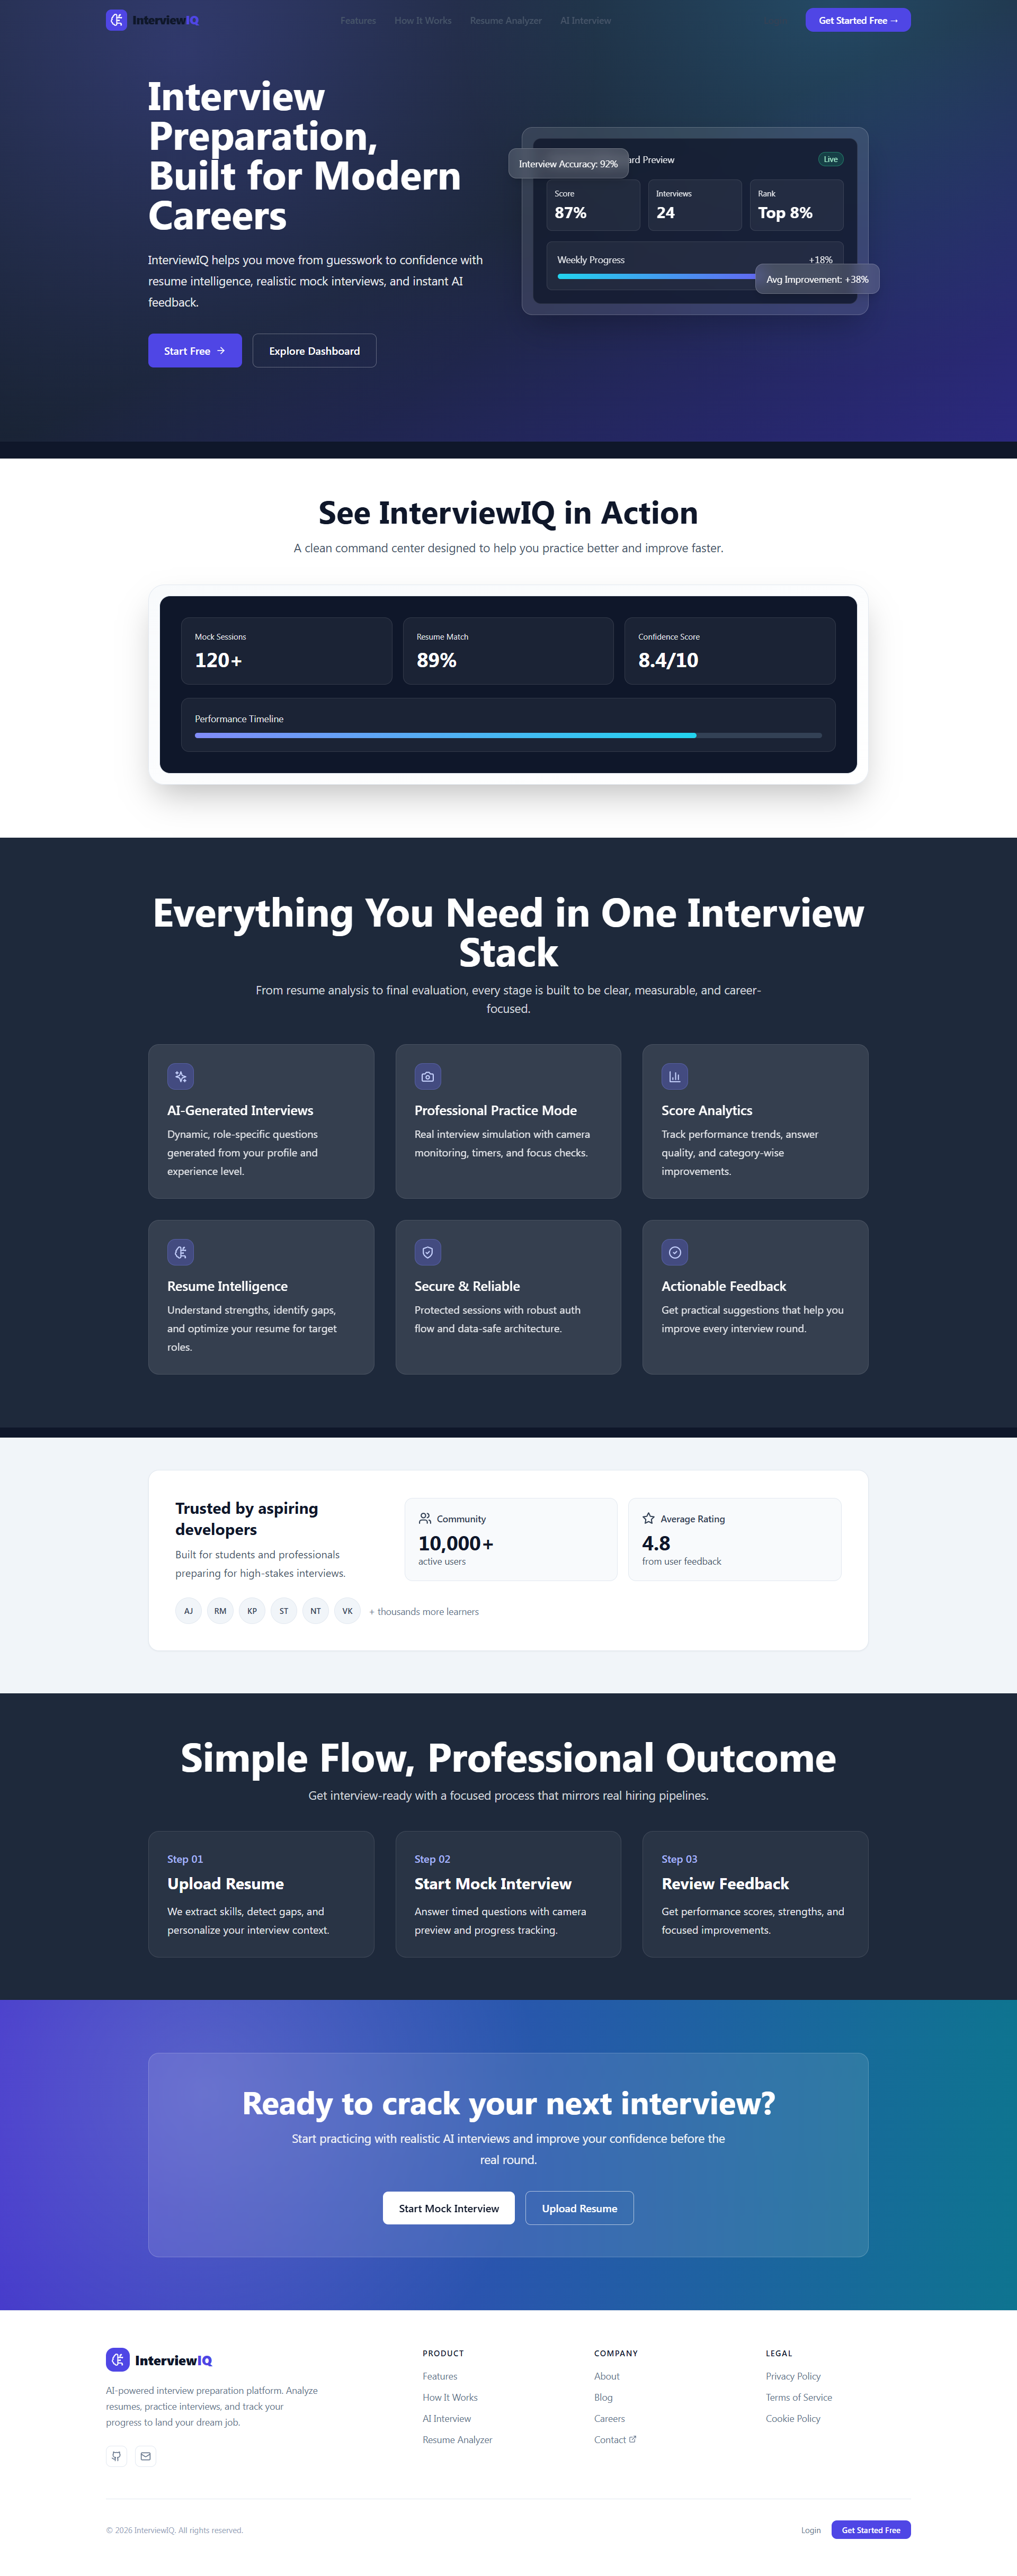 InterviewIQ
Features How It Works Resume Analyzer AI Interview
Get Started Free →
Interview
Preparation,
Built for Modern
Careers
InterviewIQ helps you move from guesswork to confidence with
resume intelligence, realistic mock interviews, and instant AI
feedback.
Start Free →
Explore Dashboard
Interview Accuracy: 92%
Preview
Live
Score
87%
Interviews
24
Rank
Top 8%
Weekly Progress
+18%
Avg Improvement: +38%
See InterviewIQ in Action
A clean command center designed to help you practice better and improve faster.
Mock Sessions
120+
Resume Match
89%
Confidence Score
8.4/10
Performance Timeline
Everything You Need in One Interview
Stack
From resume analysis to final evaluation, every stage is built to be clear, measurable, and career-
focused.
AI-Generated Interviews
Dynamic, role-specific questions
generated from your profile and
experience level.
Professional Practice Mode
Real interview simulation with camera
monitoring, timers, and focus checks.
Score Analytics
Track performance trends, answer
quality, and category-wise
improvements.
Resume Intelligence
Understand strengths, identify gaps,
and optimize your resume for target
roles.
Secure & Reliable
Protected sessions with robust auth
flow and data-safe architecture.
Actionable Feedback
Get practical suggestions that help you
improve every interview round.
Trusted by aspiring
developers
Built for students and professionals
preparing for high-stakes interviews.
Community
10,000+
active users
Average Rating
4.8
from user feedback
AJ RM KP ST NT VK + thousands more learners
Simple Flow, Professional Outcome
Get interview-ready with a focused process that mirrors real hiring pipelines.
Step 01
Upload Resume
We extract skills, detect gaps, and
personalize your interview context.
Step 02
Start Mock Interview
Answer timed questions with camera
preview and progress tracking.
Step 03
Review Feedback
Get performance scores, strengths, and
focused improvements.
Ready to crack your next interview?
Start practicing with realistic AI interviews and improve your confidence before the
real round.
Start Mock Interview
Upload Resume
InterviewIQ
AI-powered interview preparation platform. Analyze
resumes, practice interviews, and track your
progress to land your dream job.
PRODUCT
Features
How It Works
AI Interview
Resume Analyzer
COMPANY
About
Blog
Careers
Contact
LEGAL
Privacy Policy
Terms of Service
Cookie Policy
© 2026 InterviewIQ. All rights reserved.
Login
Get Started Free